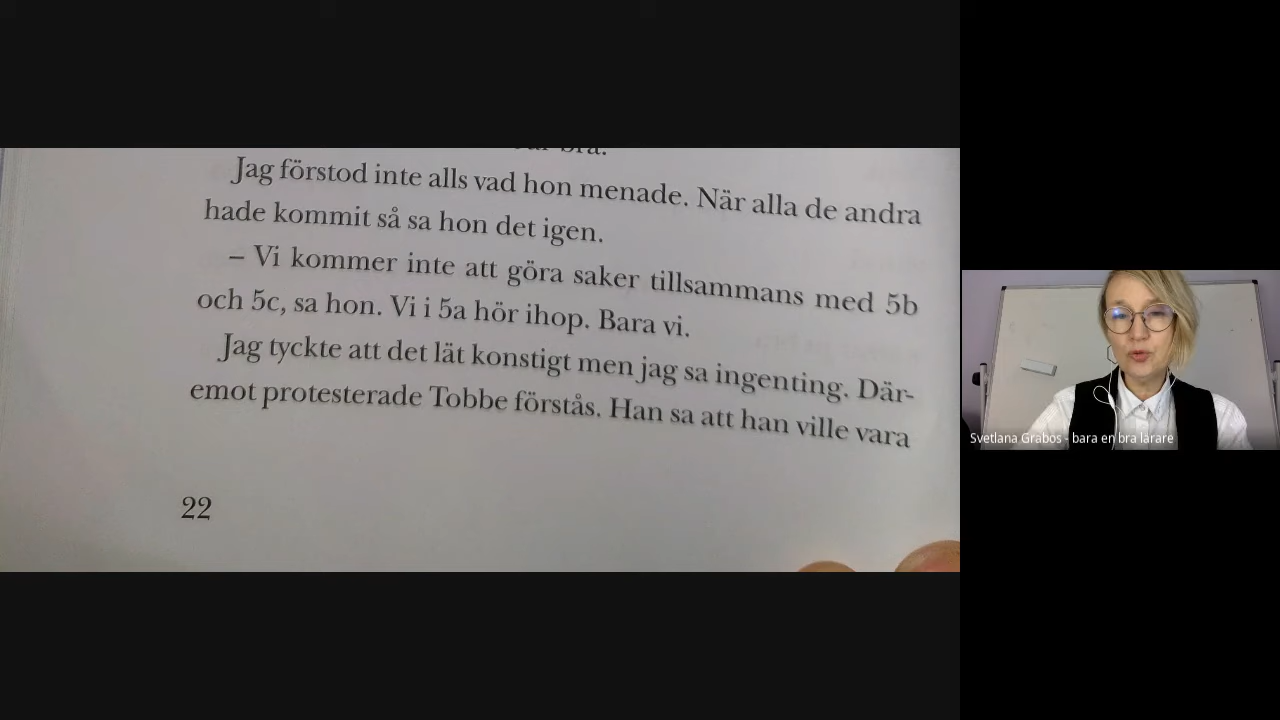 bra.
Jag förstod inte alls vad hon menade. När alla de andra
hade kommit så sa hon det igen.
– Vi kommer inte att göra saker tillsammans med 5b
och 5c, sa hon. Vi i 5a hör ihop. Bara vi.
Jag tyckte att det lät konstigt men jag sa ingenting. Där-
emot protesterade Tobbe förstås. Han sa att han ville vara
22
Svetlana Grabos - bara en bra lärare